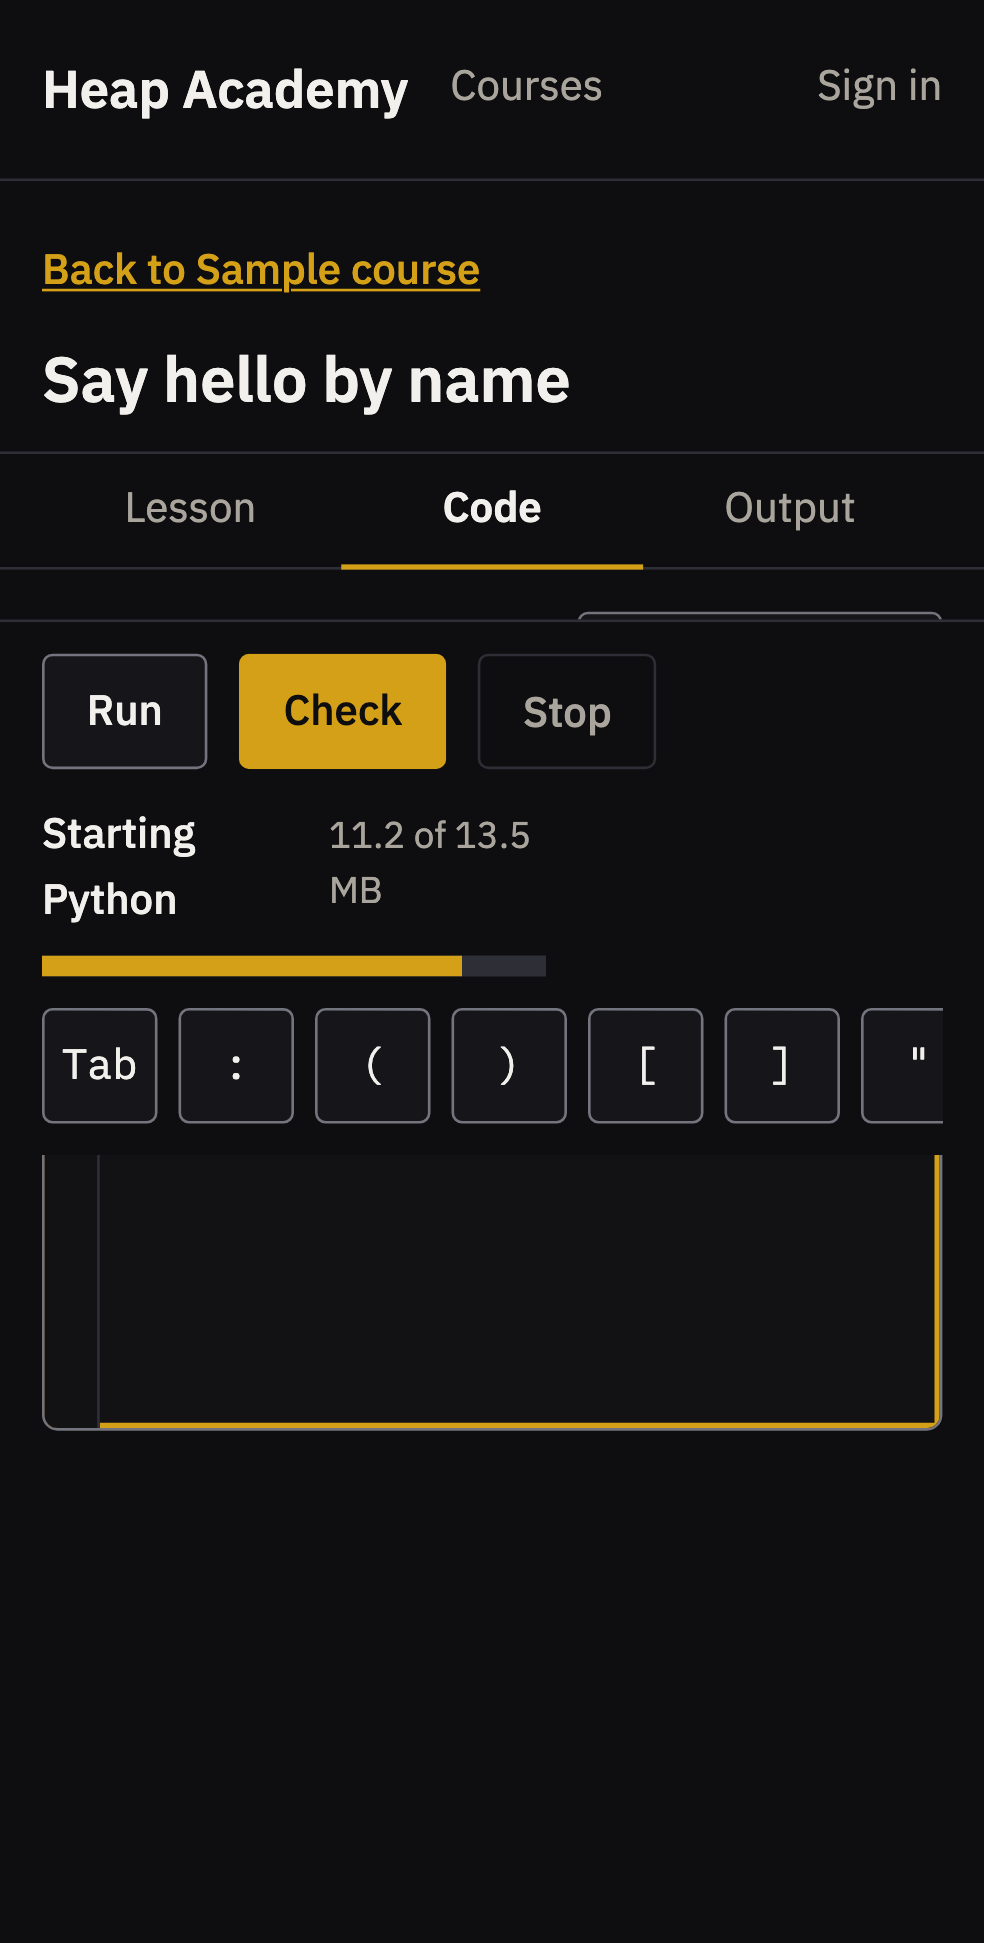 Heap Academy Courses Sign in
Back to Sample course
Say hello by name
Lesson Code Output
Run Check Stop
Starting Python 11.2 of 13.5 MB
Tab : ( ) [ ] "